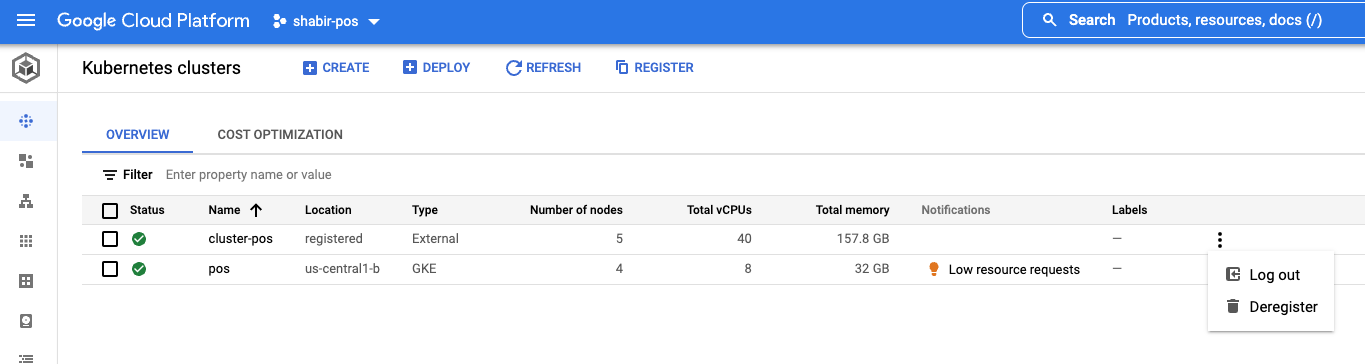 Google Cloud Platform shabir-pos Search Products, resources, docs (/)
Kubernetes clusters CREATE DEPLOY REFRESH REGISTER
OVERVIEW COST OPTIMIZATION
Filter Enter property name or value
Status Name Location Type Number of nodes Total vCPUs Total memory Notifications Labels
cluster-pos registered External 5 40 157.8 GB —
pos us-central1-b GKE 4 8 32 GB Low resource requests —
Log out
Deregister